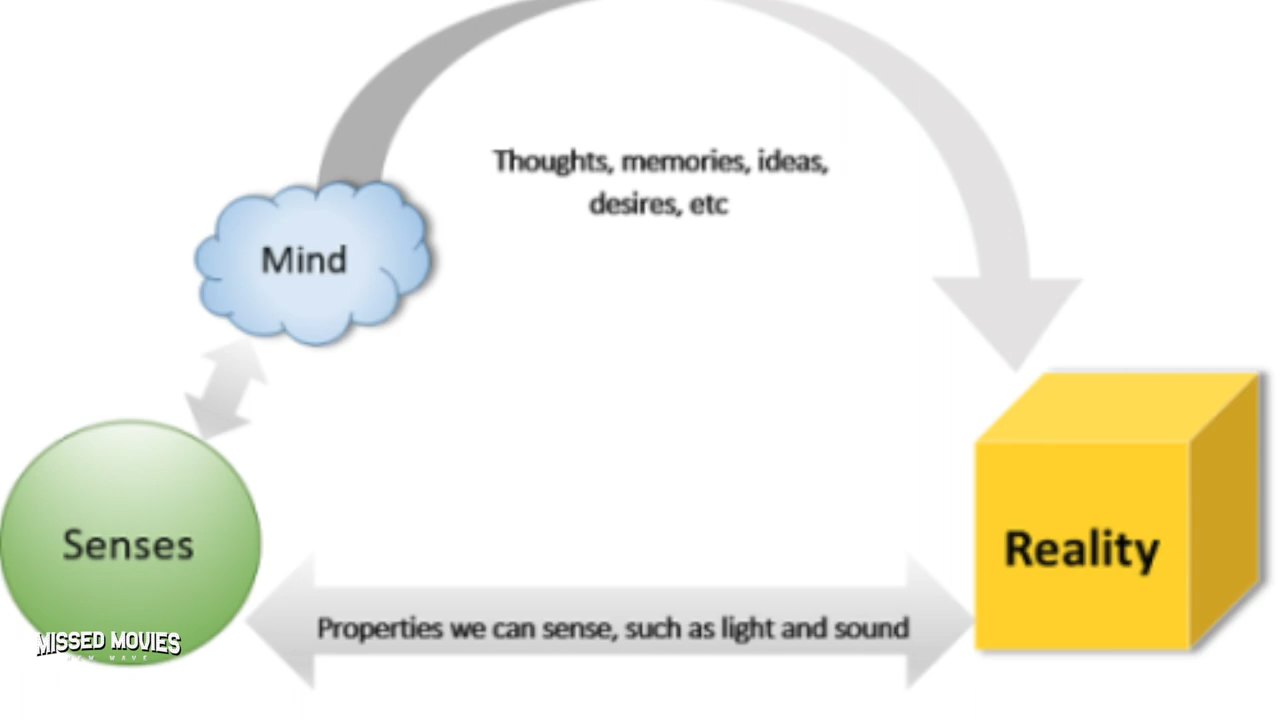 Thoughts, memories, ideas,
desires, etc
Mind
Senses
Reality
Properties we can sense, such as light and sound
MISSED MOVIES